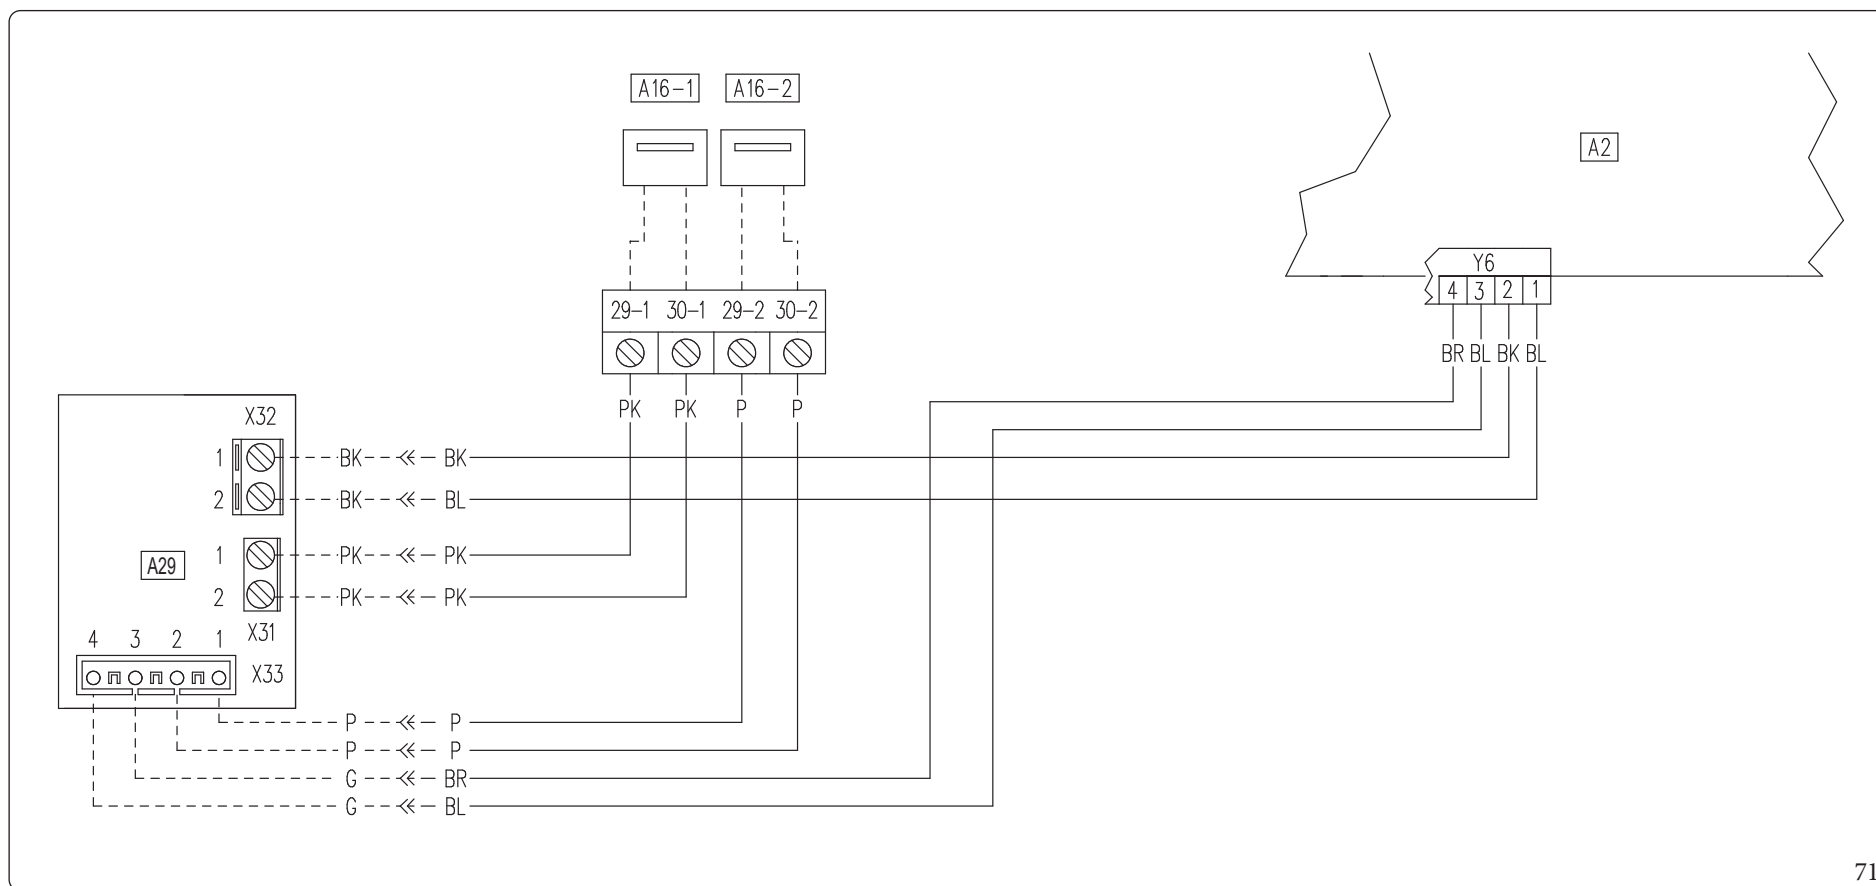 A16-1 A16-2
A2
Y6
4 3 2 1
BR BL BK BL
29-1 30-1 29-2 30-2
PK PK P P
X32
1 BK BK
2 BK BL
A29
1 PK PK
2 PK PK
X31
4 3 2 1
X33
P P
P P
G BR
G BL
71